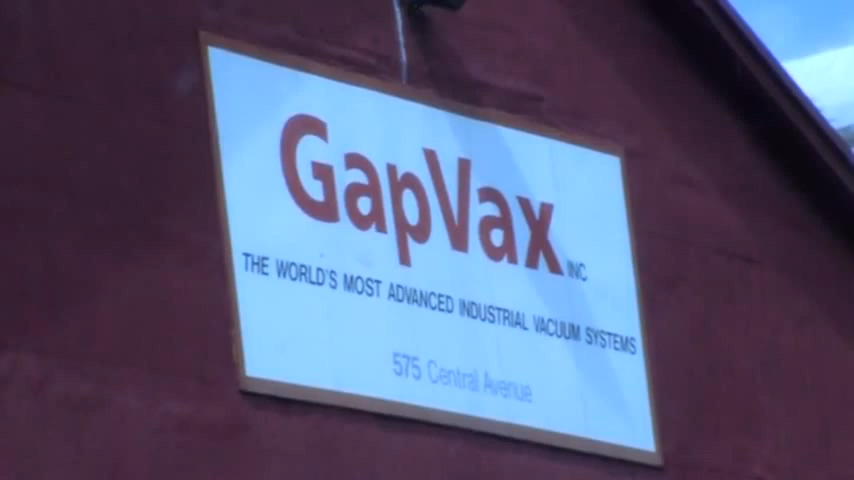 GapVax INC
THE WORLD'S MOST ADVANCED INDUSTRIAL VACUUM SYSTEMS
575 Central Avenue